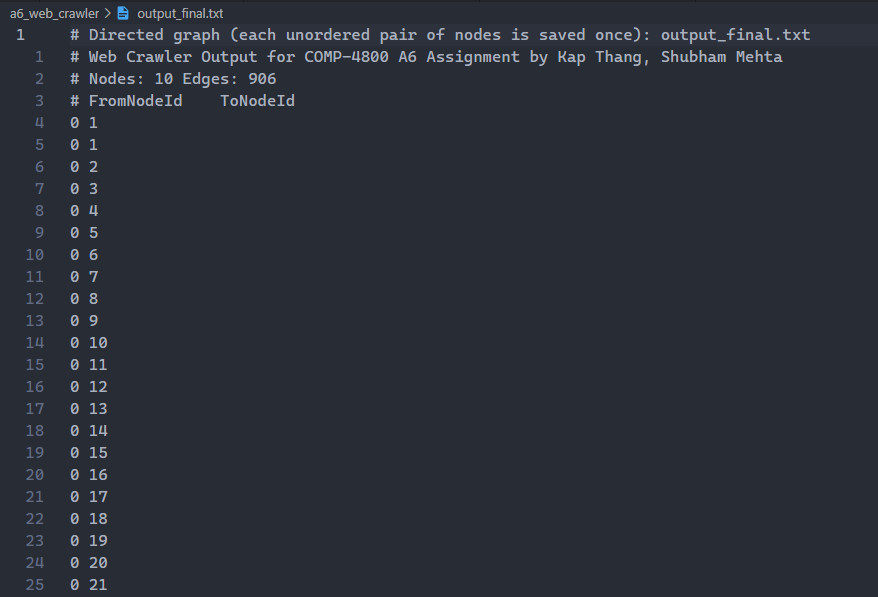 a6_web_crawler > output_final.txt
1 # Directed graph (each unordered pair of nodes is saved once): output_final.txt
1 # Web Crawler Output for COMP-4800 A6 Assignment by Kap Thang, Shubham Mehta
2 # Nodes: 10 Edges: 906
3 # FromNodeId    ToNodeId
4 0 1
5 0 1
6 0 2
7 0 3
8 0 4
9 0 5
10 0 6
11 0 7
12 0 8
13 0 9
14 0 10
15 0 11
16 0 12
17 0 13
18 0 14
19 0 15
20 0 16
21 0 17
22 0 18
23 0 19
24 0 20
25 0 21